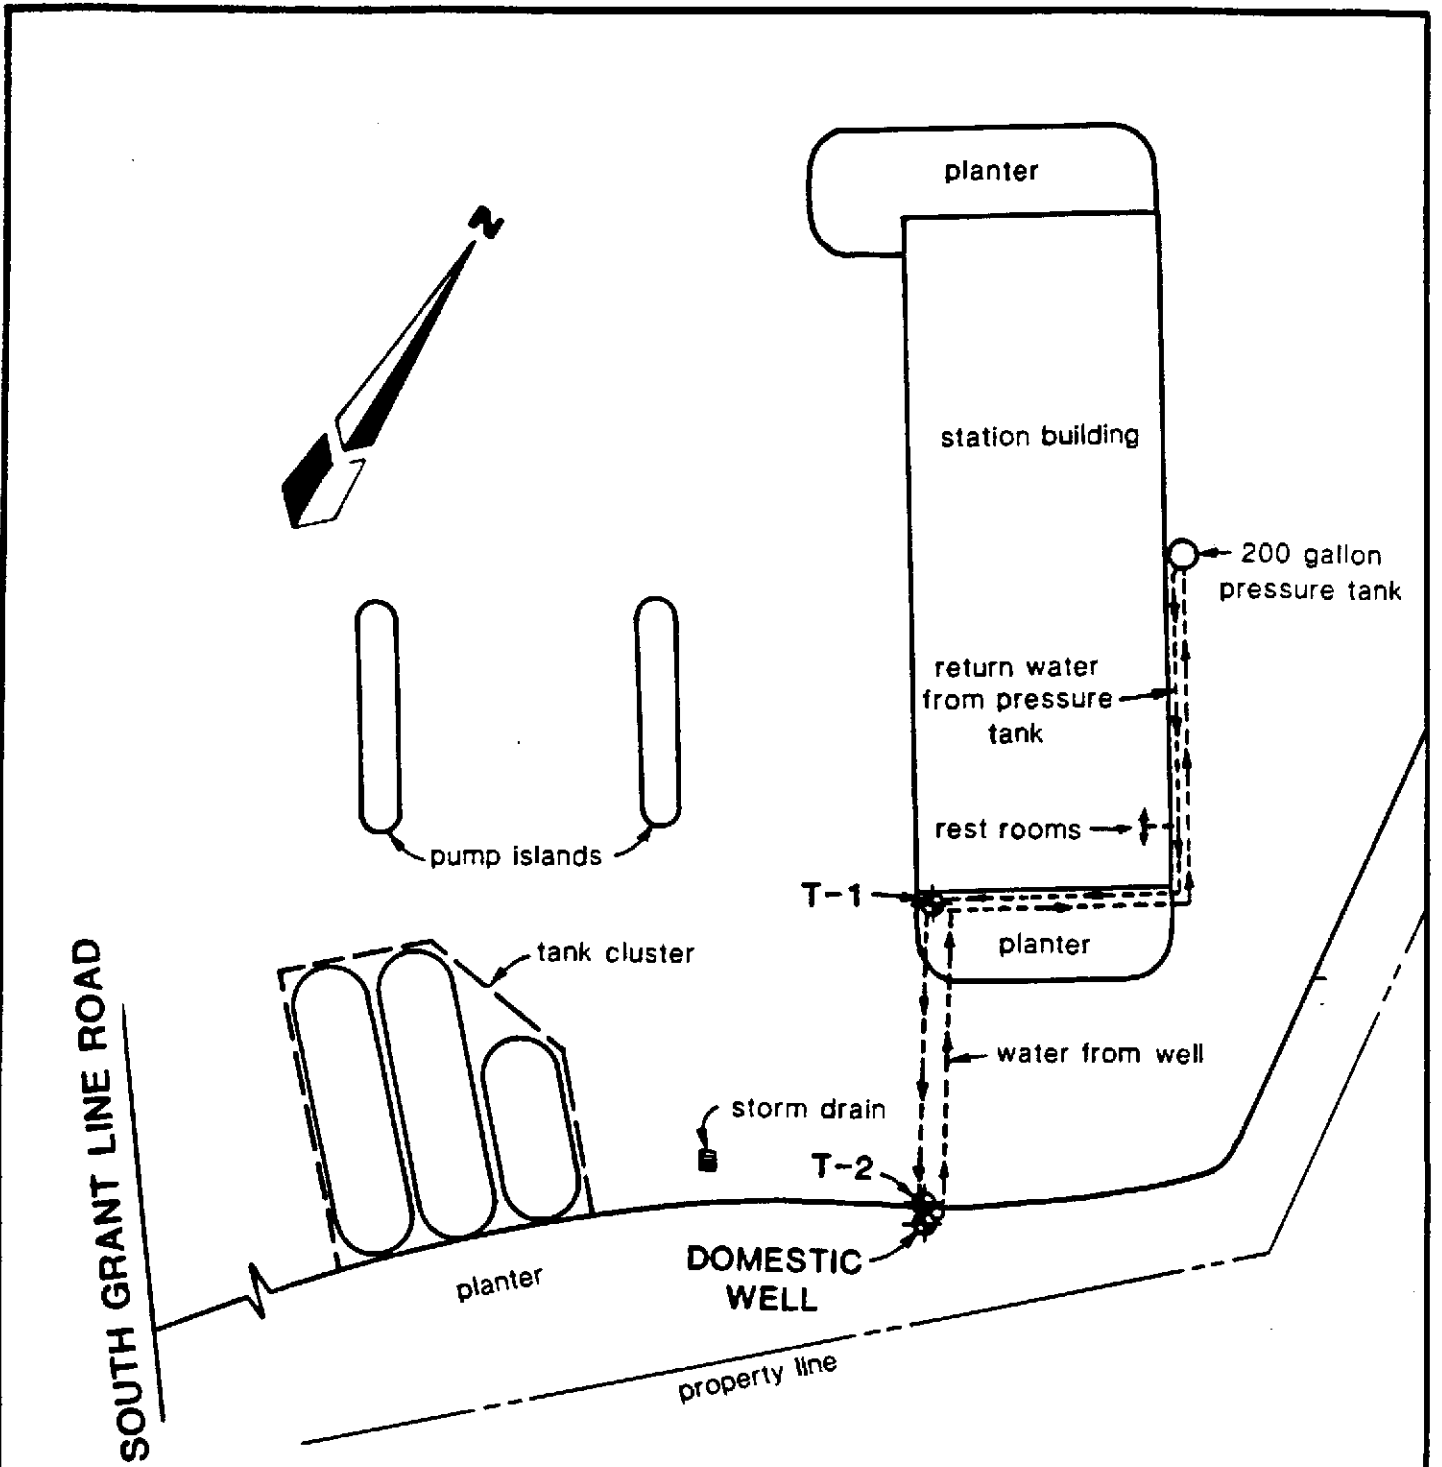 planter
N
station building
200 gallon
pressure tank
return water
from pressure
tank
rest rooms
pump islands
T-1
planter
tank cluster
water from well
storm drain
T-2
DOMESTIC
WELL
planter
property line
SOUTH GRANT LINE ROAD